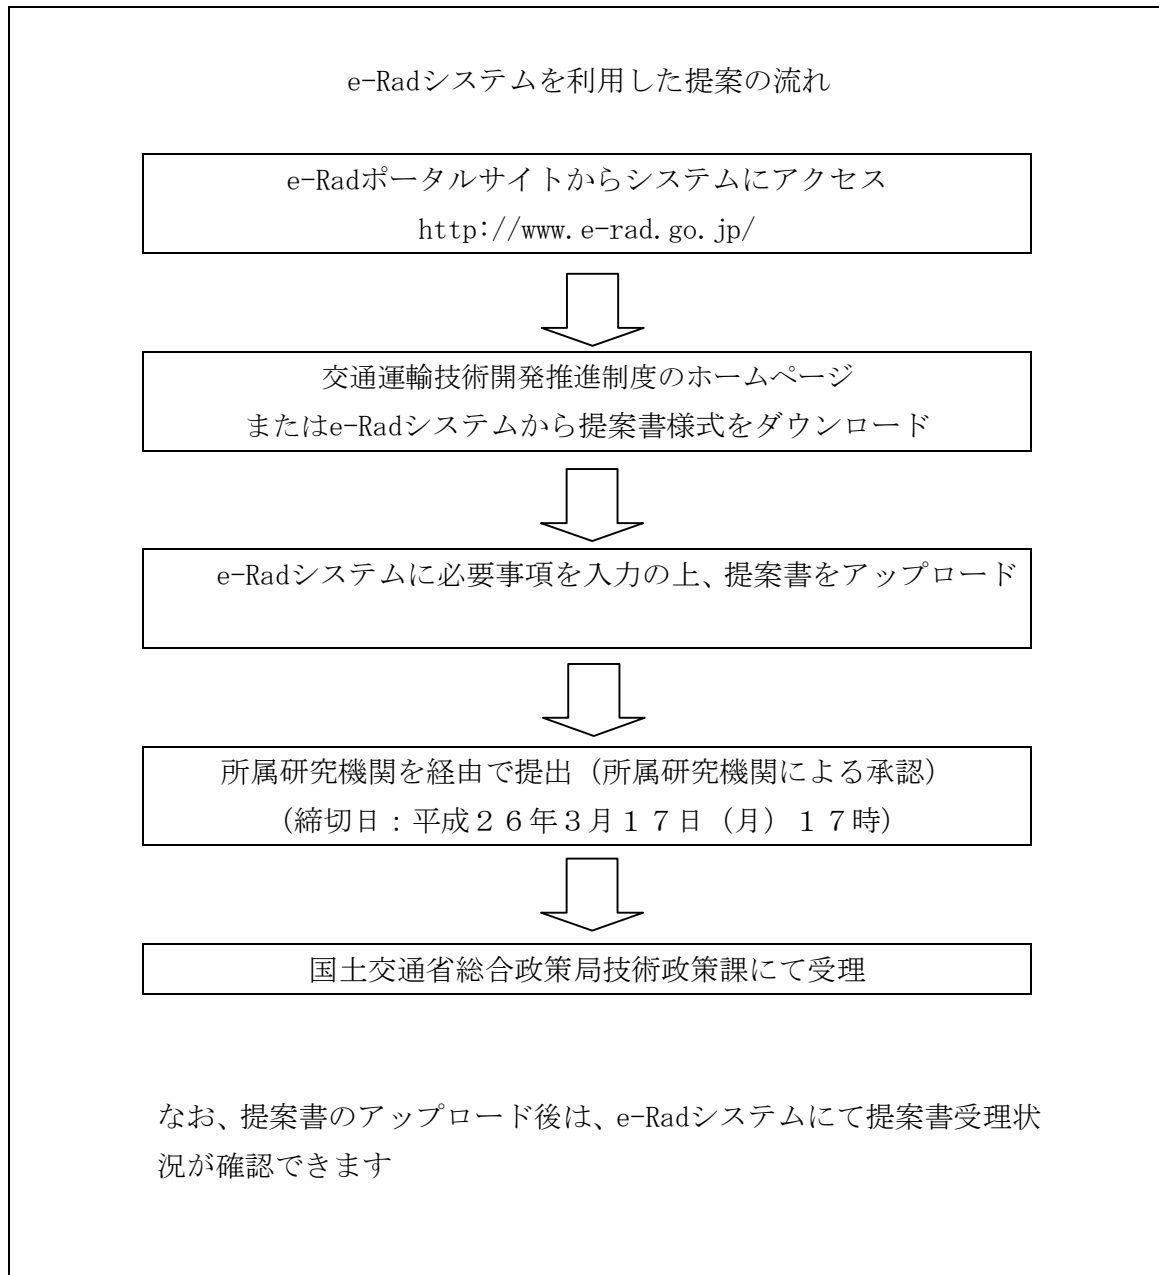 e-Radシステムを利用した提案の流れ
e-Radポータルサイトからシステムにアクセス
http://www.e-rad.go.jp/
交通運輸技術開発推進制度のホームページ
またはe-Radシステムから提案書様式をダウンロード
e-Radシステムに必要事項を入力の上、提案書をアップロード
所属研究機関を経由で提出（所属研究機関による承認）
（締切日：平成２６年３月１７日（月）１７時）
国土交通省総合政策局技術政策課にて受理
なお、提案書のアップロード後は、e-Radシステムにて提案書受理状
況が確認できます